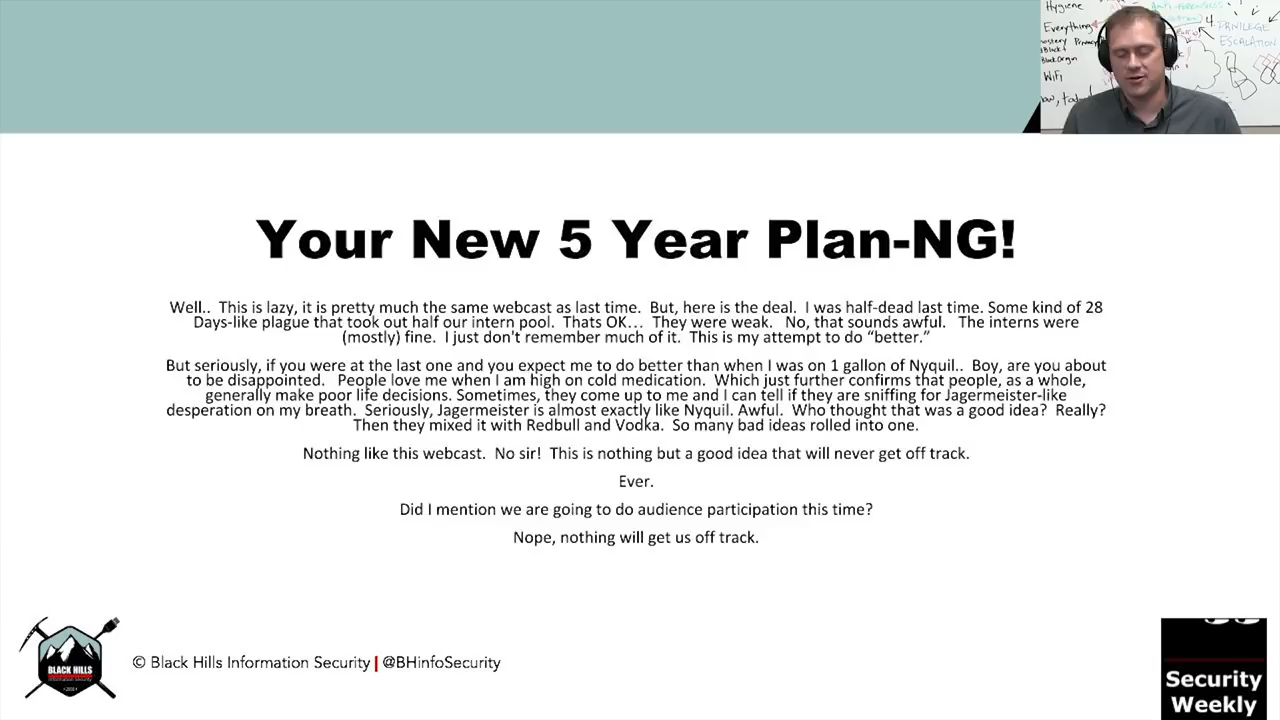 Hygiene
Everything
WiFi
4
PRIVILEGE
ESCALATION
Your New 5 Year Plan-NG!
Well.. This is lazy, it is pretty much the same webcast as last time. But, here is the deal. I was half-dead last time. Some kind of 28
Days-like plague that took out half our intern pool. Thats OK… They were weak. No, that sounds awful. The interns were
(mostly) fine. I just don't remember much of it. This is my attempt to do “better.”
But seriously, if you were at the last one and you expect me to do better than when I was on 1 gallon of Nyquil.. Boy, are you about
to be disappointed. People love me when I am high on cold medication. Which just further confirms that people, as a whole,
generally make poor life decisions. Sometimes, they come up to me and I can tell if they are sniffing for Jagermeister-like
desperation on my breath. Seriously, Jagermeister is almost exactly like Nyquil. Awful. Who thought that was a good idea? Really?
Then they mixed it with Redbull and Vodka. So many bad ideas rolled into one.
Nothing like this webcast. No sir! This is nothing but a good idea that will never get off track.
Ever.
Did I mention we are going to do audience participation this time?
Nope, nothing will get us off track.
BLACK HILLS
Information Security
© Black Hills Information Security | @BHinfoSecurity
Security
Weekly